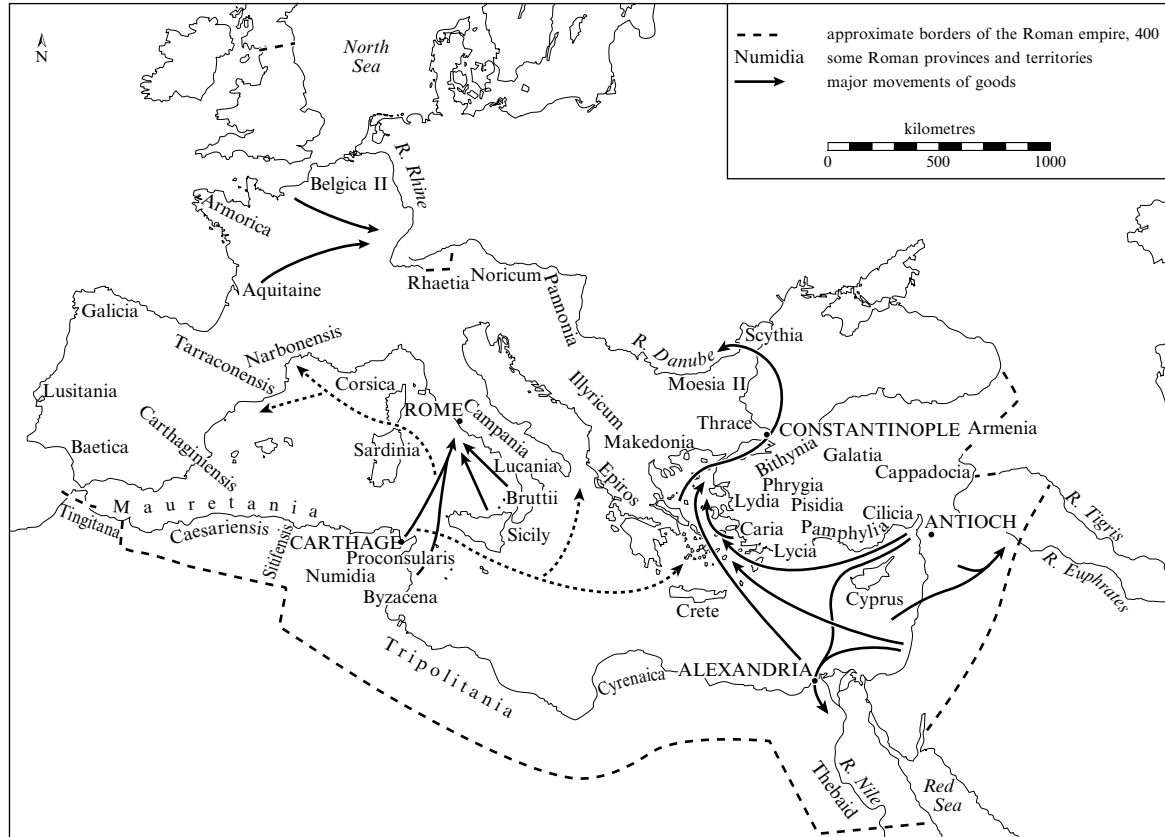 N
North
Sea
approximate borders of the Roman empire, 400
Numidia some Roman provinces and territories
major movements of goods
kilometres
0 500 1000
R. Rhine
Belgica II
Armorica
Aquitaine
Rhaetia
Noricum
Pannonia
Galicia
Narbonensis
Tarraconensis
Corsica
R. Danube
Scythia
Moesia II
Illyricum
Lusitania
ROME
Campania
Thrace
CONSTANTINOPLE
Armenia
Baetica
Carthaginiensis
Sardinia
Lucania
Makedonia
Bithynia
Galatia
Cappadocia
Epiros
Phrygia
Bruttii
Lydia
Pisidia
R. Tigris
Mauretania
Tingitana
Caesariensis
Sitifensis
Sicily
Caria
Pamphylia
Cilicia
ANTIOCH
CARTHAGE
Proconsularis
Lycia
Numidia
R. Euphrates
Byzacena
Crete
Cyprus
Tripolitania
Cyrenaica
ALEXANDRIA
Thebaid
R. Nile
Red
Sea